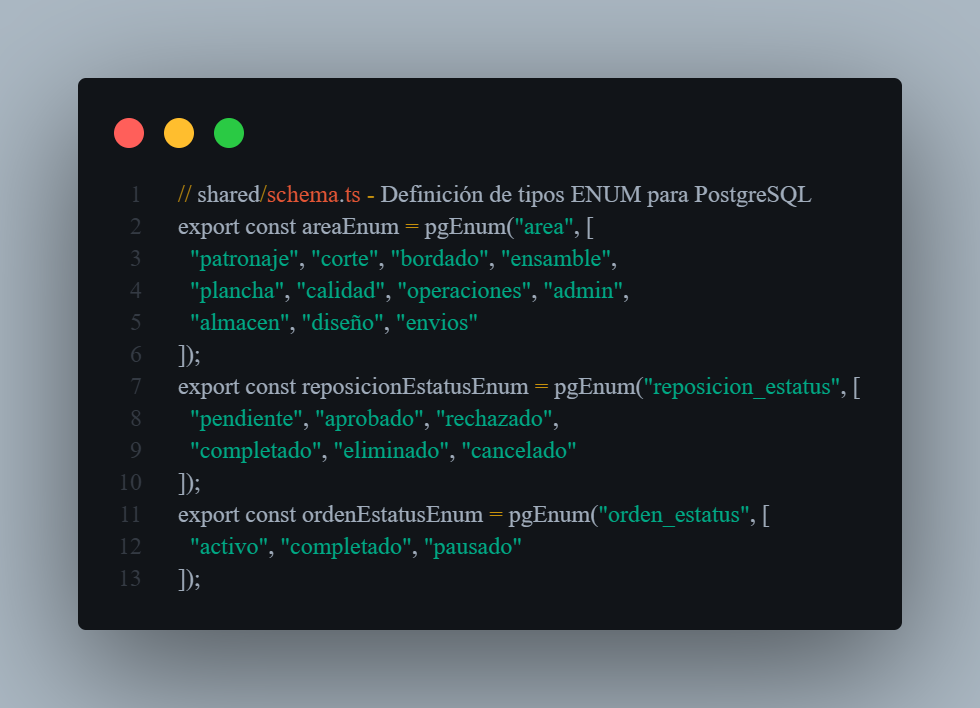 1 // shared/schema.ts - Definición de tipos ENUM para PostgreSQL
2 export const areaEnum = pgEnum("area", [
3 "patronaje", "corte", "bordado", "ensamble",
4 "plancha", "calidad", "operaciones", "admin",
5 "almacen", "diseño", "envios"
6 ]);
7 export const reposicionEstatusEnum = pgEnum("reposicion_estatus", [
8 "pendiente", "aprobado", "rechazado",
9 "completado", "eliminado", "cancelado"
10 ]);
11 export const ordenEstatusEnum = pgEnum("orden_estatus", [
12 "activo", "completado", "pausado"
13 ]);